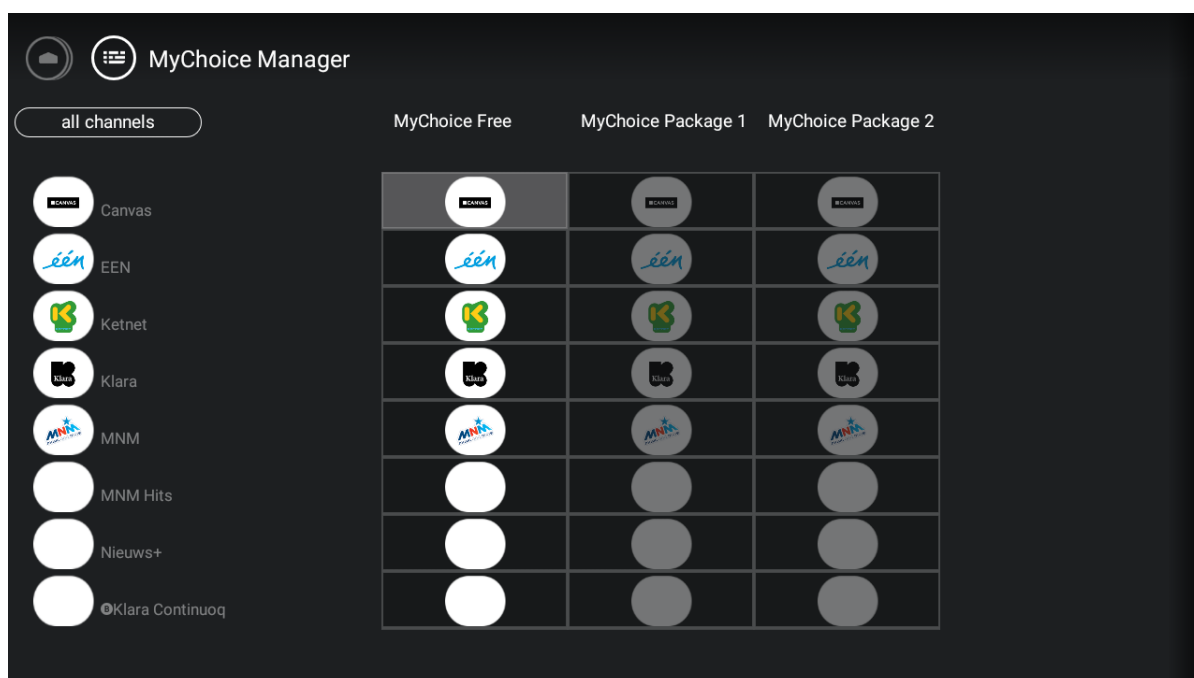 MyChoice Manager
all channels
MyChoice Free MyChoice Package 1 MyChoice Package 2
CANVAS Canvas CANVAS CANVAS CANVAS
één EEN één één één
K Ketnet K K K
Klara Klara Klara Klara Klara
MNM MNM MNM MNM MNM
MNM Hits
Nieuws+
BKlara Continuoq